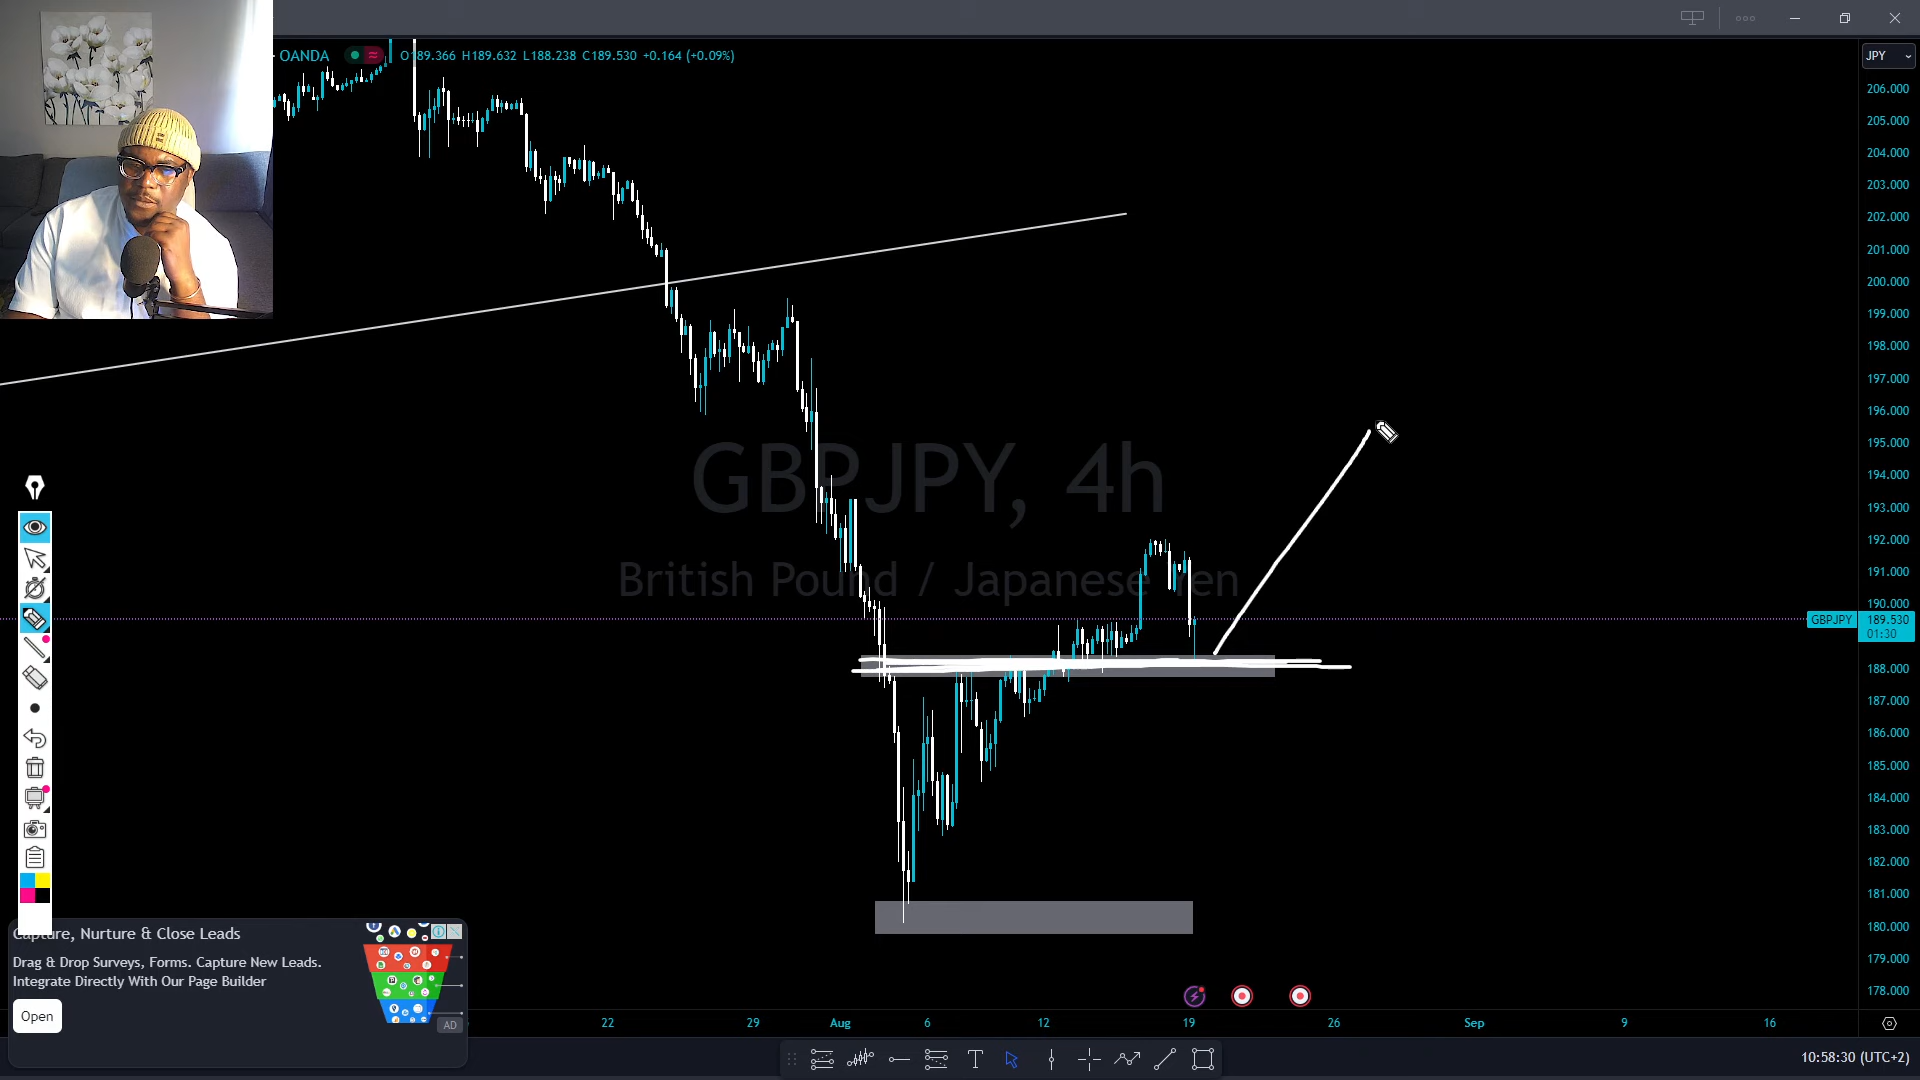 OANDA O189.366 H189.632 L188.238 C189.530 +0.164 (+0.09%)
JPY
206.000
205.000
204.000
203.000
202.000
201.000
200.000
199.000
198.000
197.000
196.000
195.000
194.000
193.000
192.000
191.000
190.000
GBPJPY 189.530
01:30
188.000
187.000
186.000
185.000
184.000
183.000
182.000
181.000
180.000
179.000
178.000
GBPJPY, 4h
British Pound / Japanese Yen
Capture, Nurture & Close Leads
Drag & Drop Surveys, Forms. Capture New Leads.
Integrate Directly With Our Page Builder
Open
AD
22 29 Aug 6 12 19 26 Sep 9 16
10:58:30 (UTC+2)